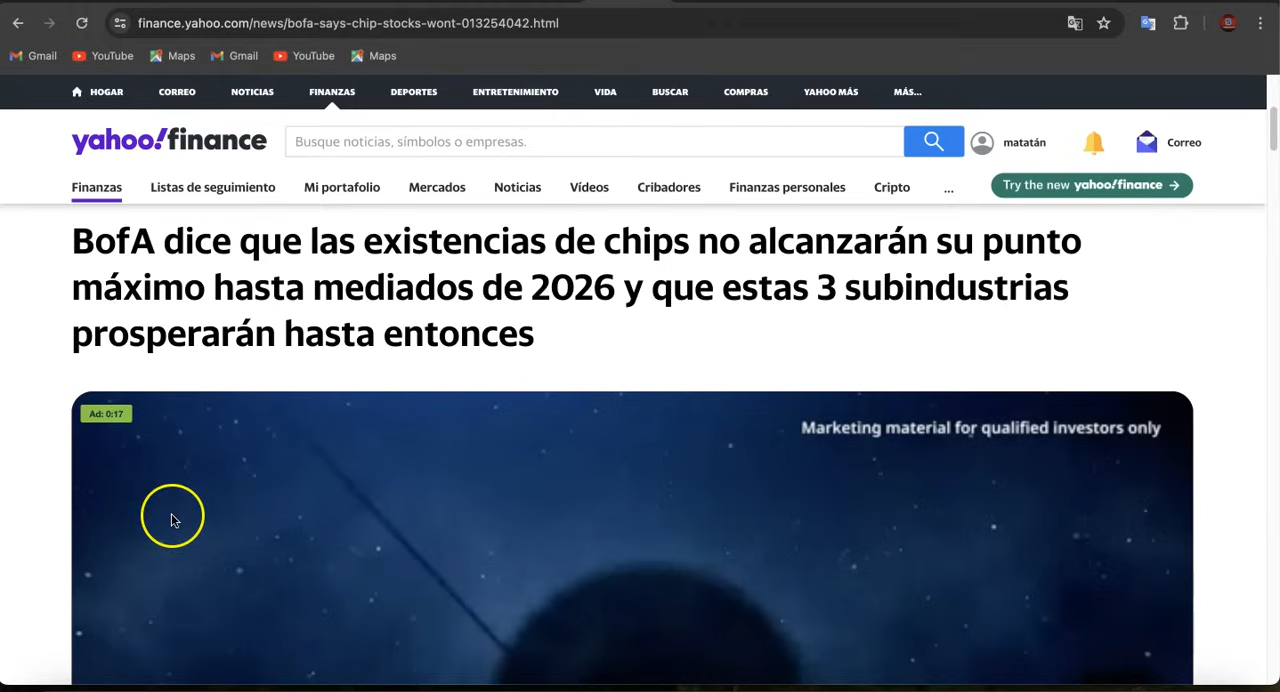 finance.yahoo.com/news/bofa-says-chip-stocks-wont-013254042.html
Gmail YouTube Maps Gmail YouTube Maps
HOGAR CORREO NOTICIAS FINANZAS DEPORTES ENTRETENIMIENTO VIDA BUSCAR COMPRAS YAHOO MÁS MÁS...
yahoo!finance Busque noticias, símbolos o empresas. matatán Correo
Finanzas Listas de seguimiento Mi portafolio Mercados Noticias Vídeos Cribadores Finanzas personales Cripto ... Try the new yahoo!finance →
BofA dice que las existencias de chips no alcanzarán su punto
máximo hasta mediados de 2026 y que estas 3 subindustrias
prosperarán hasta entonces
Ad: 0:17
Marketing material for qualified investors only